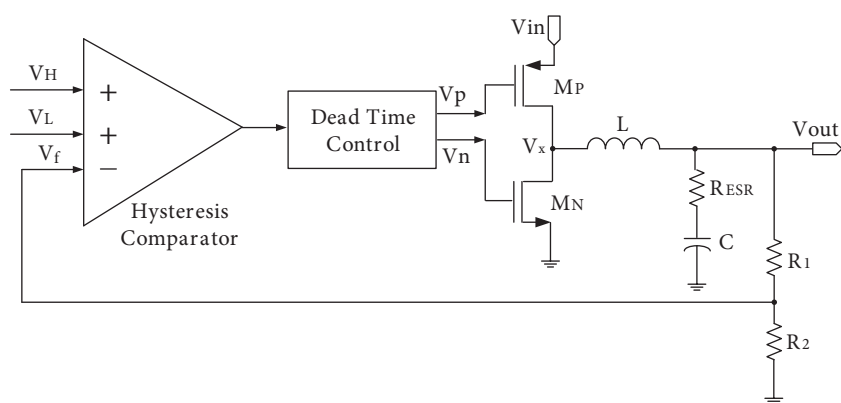 Vin
VH
+
Vp
MP
VL
+
Dead Time
Control
Vx
L
Vout
Vf
−
Vn
RESR
Hysteresis
Comparator
MN
C
R1
R2